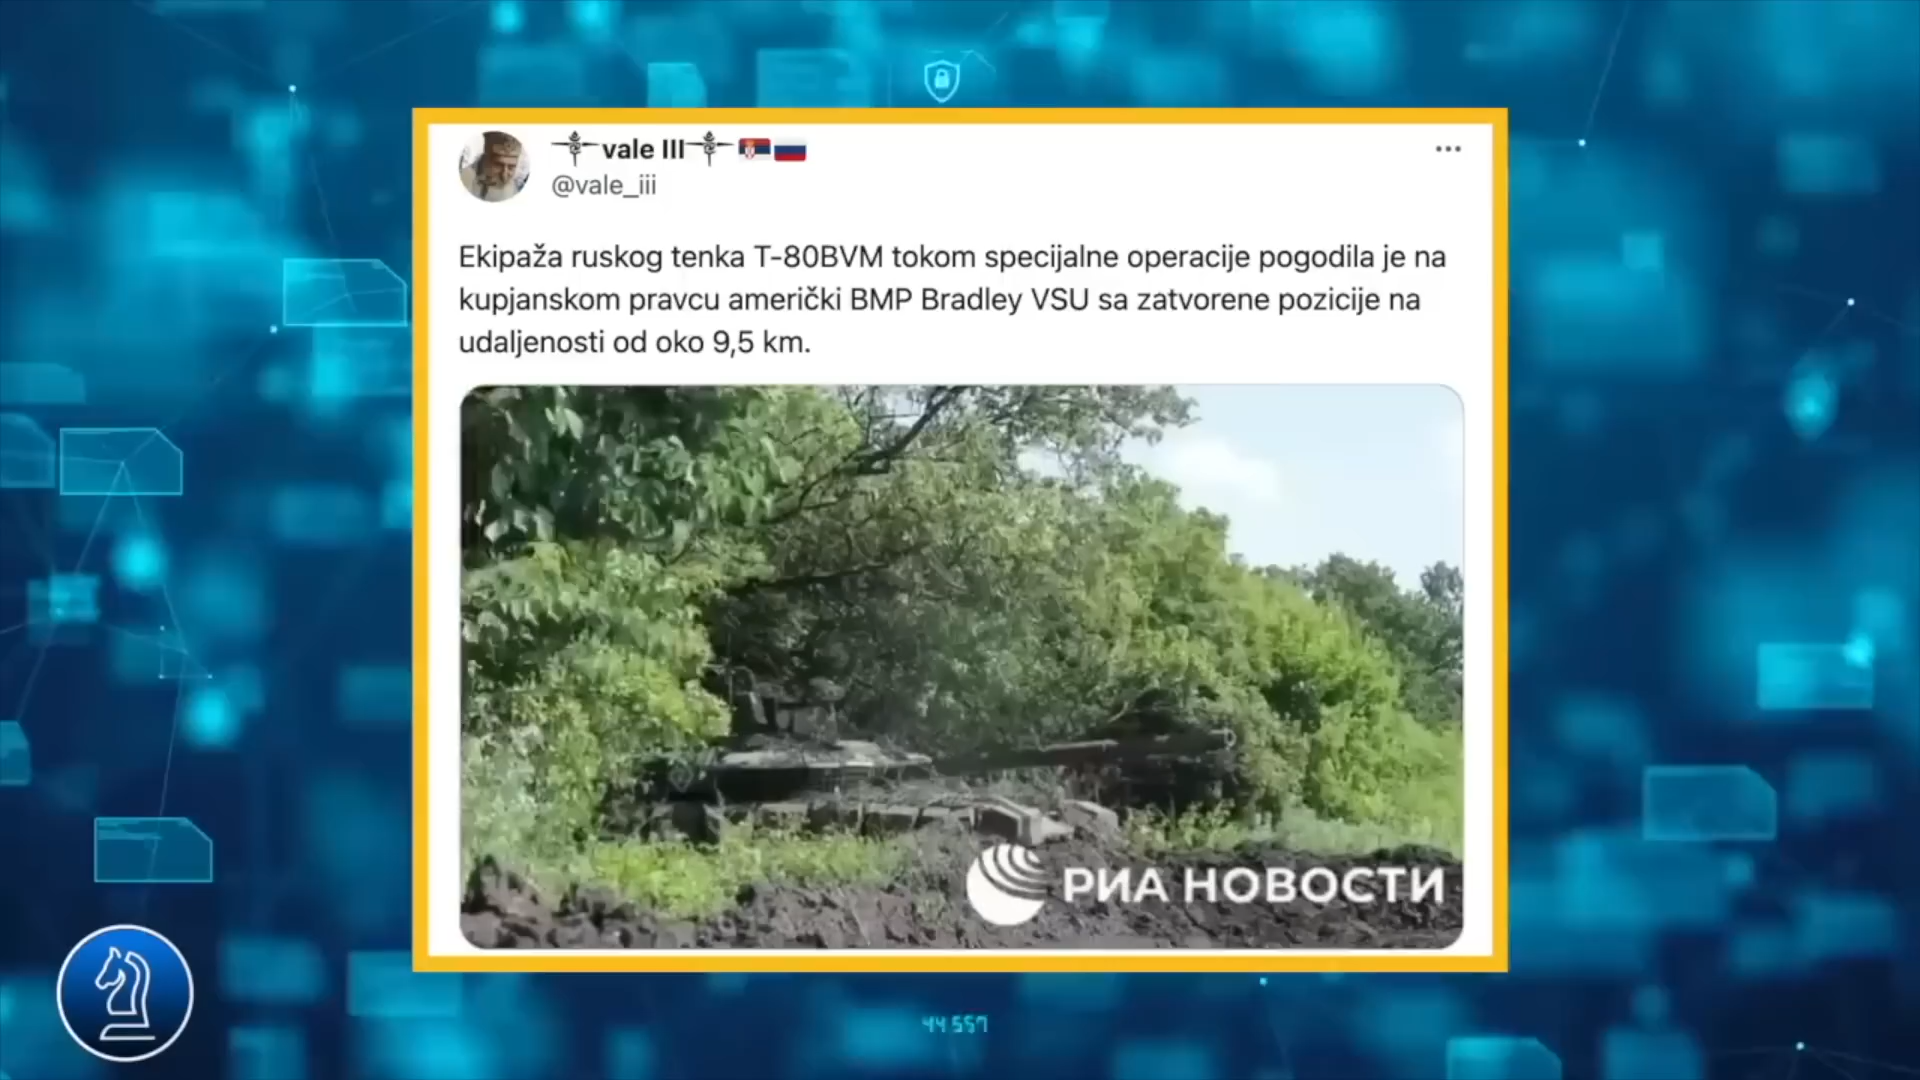 vale III
@vale_iii
Ekipaža ruskog tenka T-80BVM tokom specijalne operacije pogodila je na
kupjanskom pravcu američki BMP Bradley VSU sa zatvorene pozicije na
udaljenosti od oko 9,5 km.
РИА НОВОСТИ
44 557